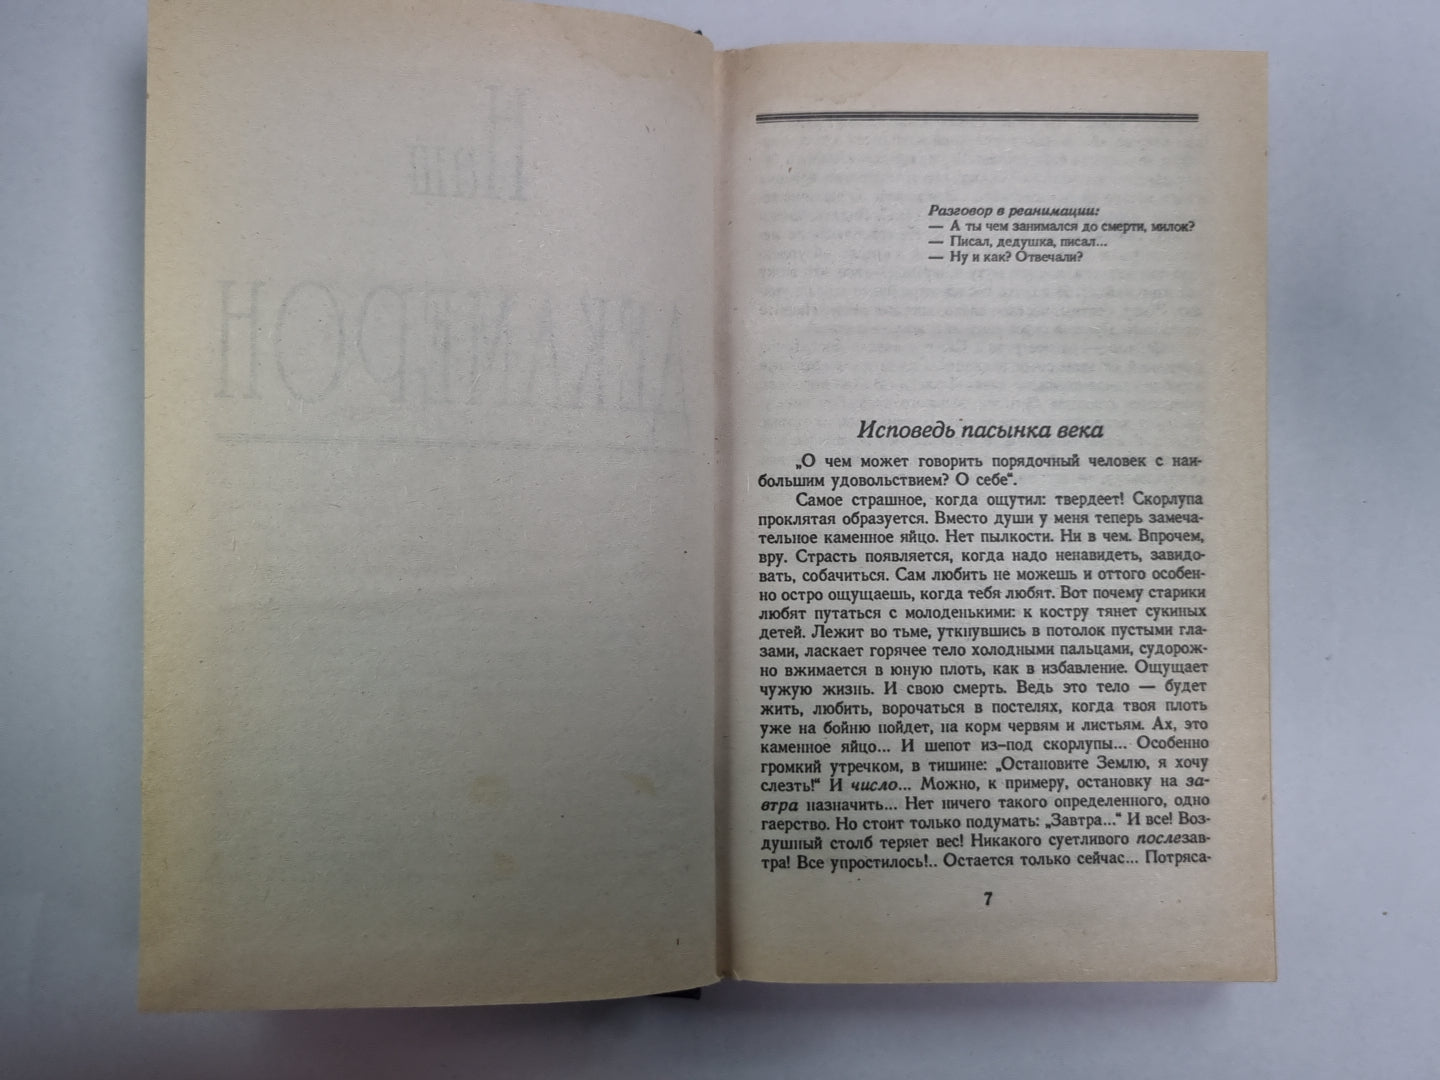 Наш
ДЕКАМЕРОН
Разговор в реанимации:
— А ты чем занимался до смерти, милок?
— Писал, дедушка, писал...
— Ну и как? Отвечали?
Исповедь пасынка века
„О чем может говорить порядочный человек с наи-
большим удовольствием? О себе“.
Самое страшное, когда ощутил: твердеет! Скорлупа
проклятая образуется. Вместо души у меня теперь замеча-
тельное каменное яйцо. Нет пылкости. Ни в чем. Впрочем,
вру. Страсть появляется, когда надо ненавидеть, завидо-
вать, собачиться. Сам любить не можешь и оттого особен-
но остро ощущаешь, когда тебя любят. Вот почему старики
любят путаться с молоденькими: к костру тянет сукиных
детей. Лежит во тьме, уткнувшись в потолок пустыми гла-
зами, ласкает горячее тело холодными пальцами, судорож-
но вжимается в юную плоть, как в избавление. Ощущает
чужую жизнь. И свою смерть. Ведь это тело — будет
жить, любить, ворочаться в постелях, когда твоя плоть
уже на бойню пойдет, на корм червям и листьям. Ах, это
каменное яйцо... И шепот из–под скорлупы... Особенно
громкий утречком, в тишине: „Остановите Землю, я хочу
слезть!“ И число... Можно, к примеру, остановку на за-
втра назначить... Нет ничего такого определенного, одно
гаерство. Но стоит только подумать: „Завтра...“ И все! Воз-
душный столб теряет вес! Никакого суетливого послезав-
тра! Все упростилось!.. Остается только сейчас... Потряса-
7